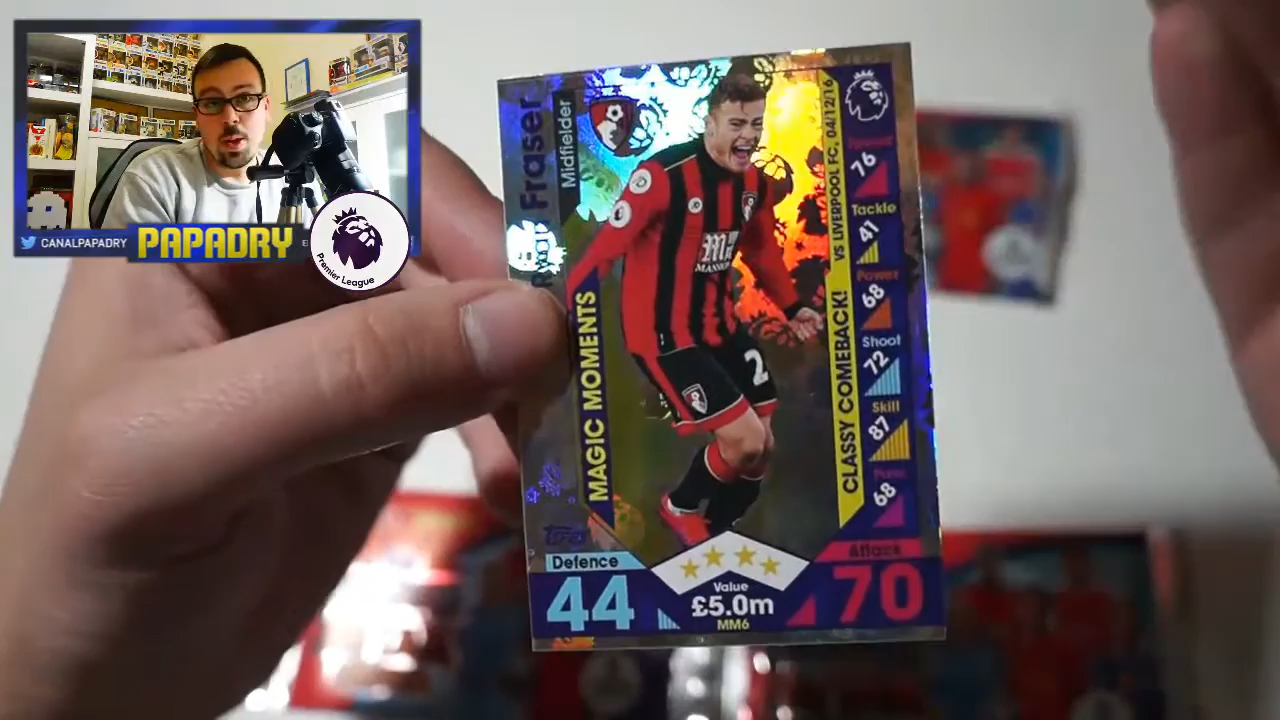 CANALPAPADRY
PAPADRY
Premier League
Fraser
Midfielder
MAGIC MOMENTS
CLASSY COMEBACK!
VS LIVERPOOL FC, 04/12/16
76
Tackle
41
Power
68
Shoot
72
Skill
87
68
2
Topps
Defence
44
Value
£5.0m
MM6
Attack
70